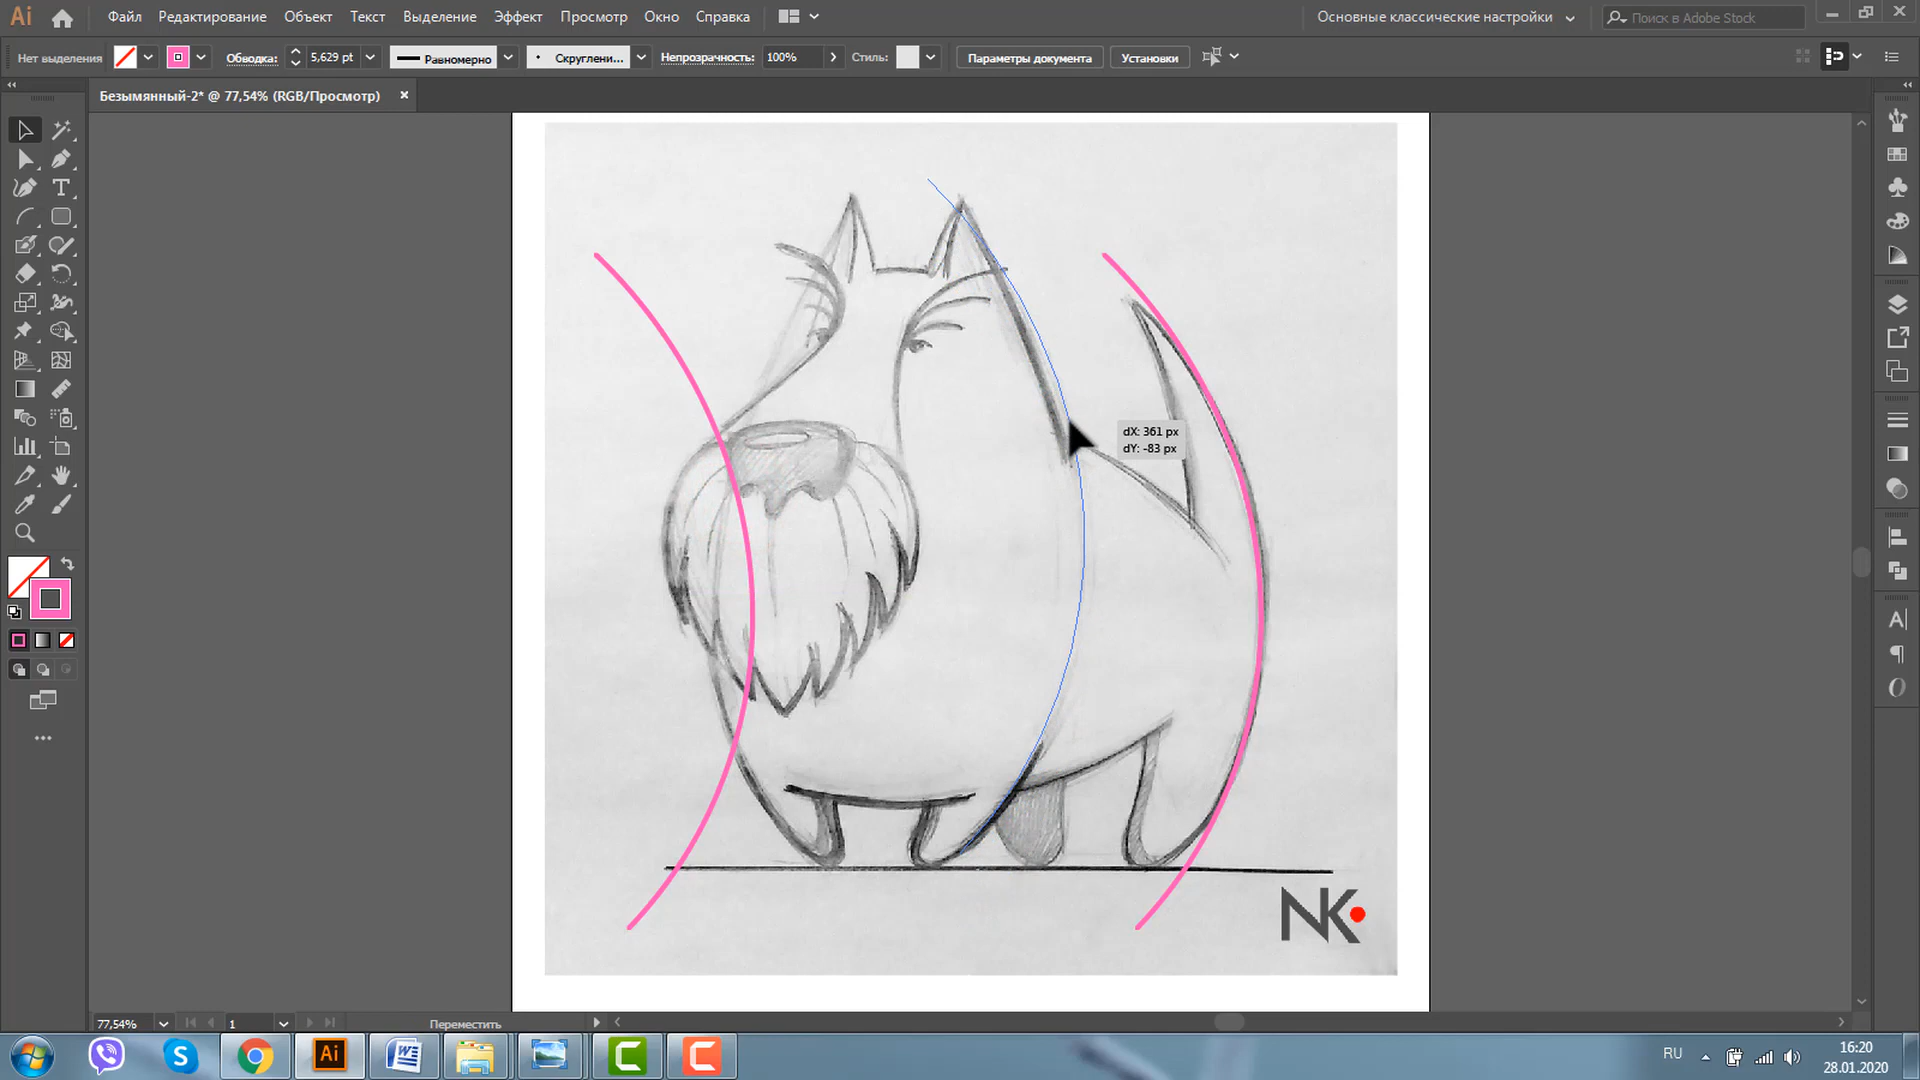 Ai Файл Редактирование Объект Текст Выделение Эффект Просмотр Окно Справка Основные классические настройки Поиск в Adobe Stock
Нет выделения Обводка: 5,629 pt Равномерно Скруглени... Непрозрачность: 100% Стиль: Параметры документа Установки
Безымянный-2* @ 77,54% (RGB/Просмотр)
dX: 361 px
dY: -83 px
NK
77,54% 1 Переместить
Ai RU 16:20
28.01.2020